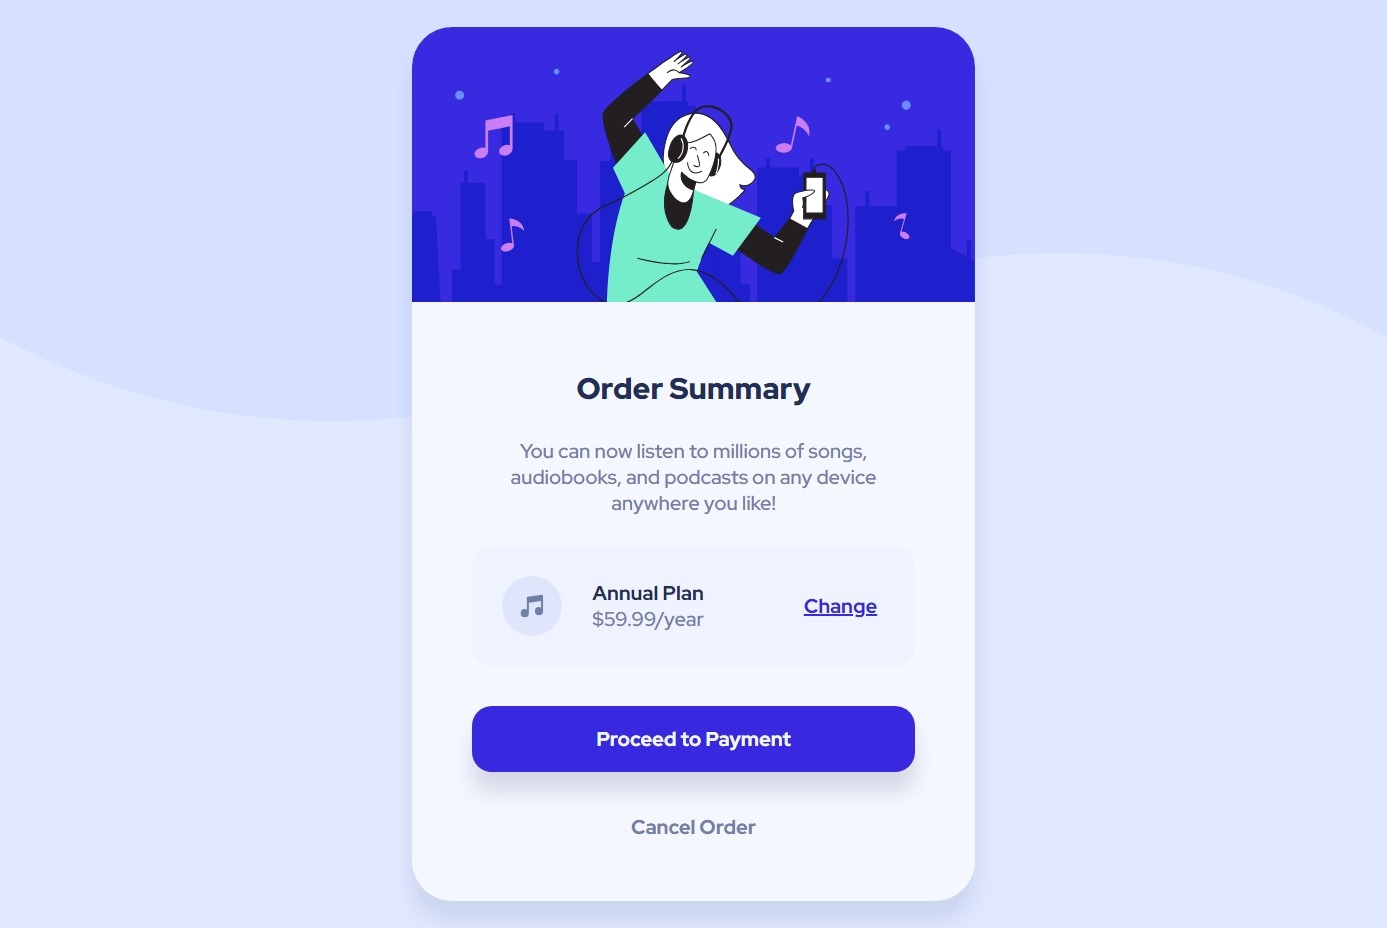 Order Summary
You can now listen to millions of songs,
audiobooks, and podcasts on any device
anywhere you like!
Annual Plan
$59.99/year
Change
Proceed to Payment
Cancel Order